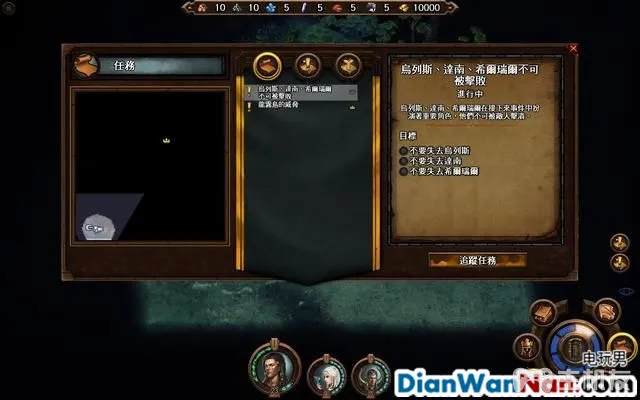 10 10 5 5 5 5 10000
任務
烏列斯、達南、希爾瑞爾
不可被擊敗
龍霧島的威脅
烏列斯、達南、希爾瑞爾不可
被擊敗
進行中
烏列斯、達南、希爾瑞爾在接下來事件中扮
演著重要角色，他們不可被敵人擊潰。
目標
不要失去烏列斯
不要失去達南
不要失去希爾瑞爾
追蹤任務
电玩男
DianWanNan.com